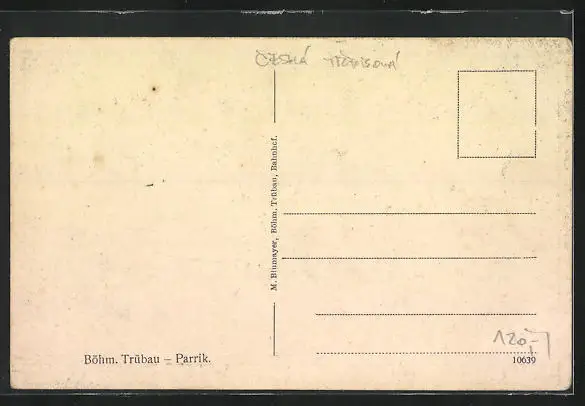 ČESKÁ TŘEBOVÁ
M. Blumayer, Böhm. Trübau, Bahnhof.
120,-
Böhm. Trübau – Parrik.
10639